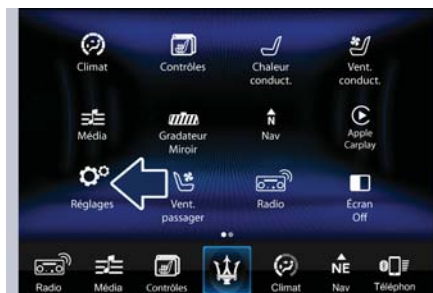 Climat Contrôles Chaleur conduct. Vent. conduct.
Média Gradateur Miroir N Nav Apple Carplay
Réglages Vent. passager Radio Écran Off
Radio Média Contrôles Climat NE Nav Téléphon